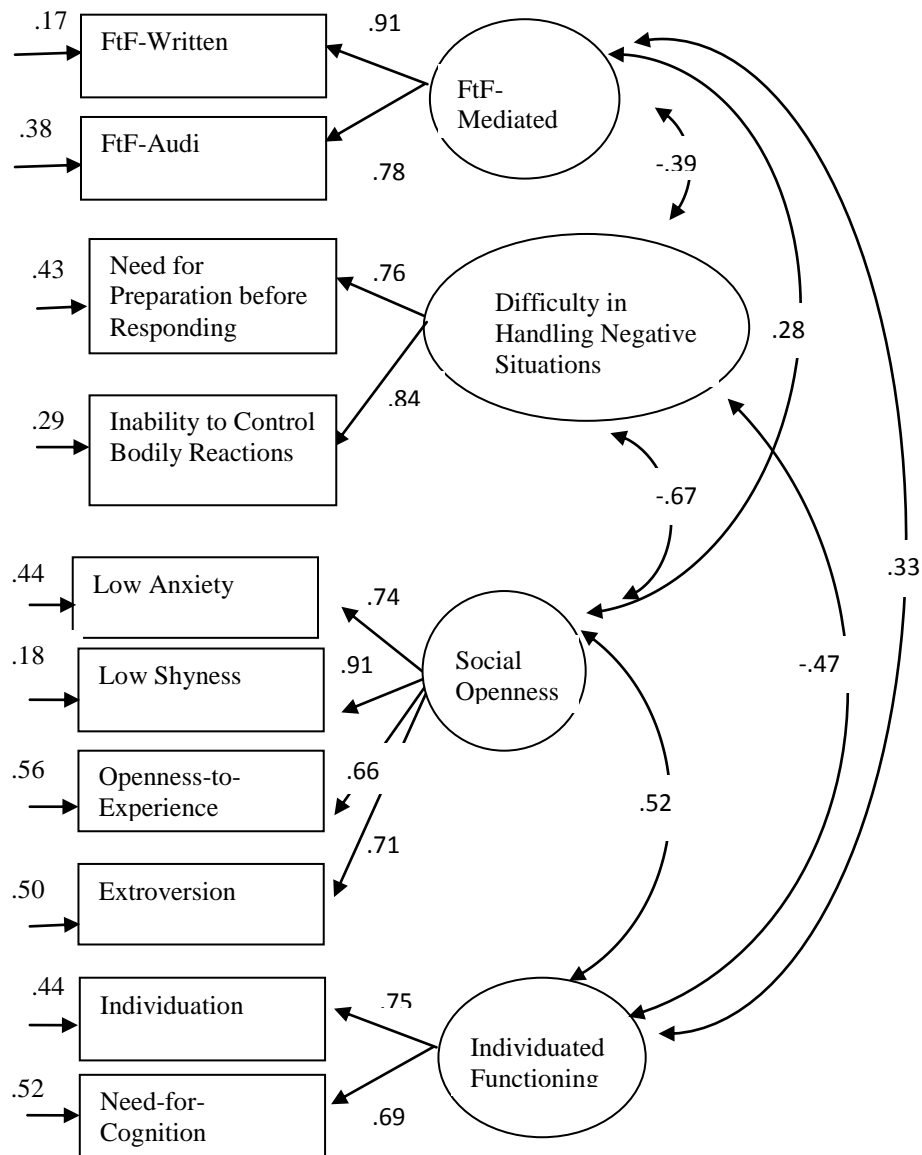 .17
FtF-Written
.91
FtF-
Mediated
.38
FtF-Audi
.78
-.39
.43
Need for
Preparation before
Responding
.76
Difficulty in
Handling Negative
Situations
.28
.29
Inability to Control
Bodily Reactions
.84
-.67
.33
.44
Low Anxiety
.74
.18
Low Shyness
.91
Social
Openness
-.47
.56
Openness-to-
Experience
.66
.52
.71
.50
Extroversion
.44
Individuation
.75
Individuated
Functioning
.52
Need-for-
Cognition
.69